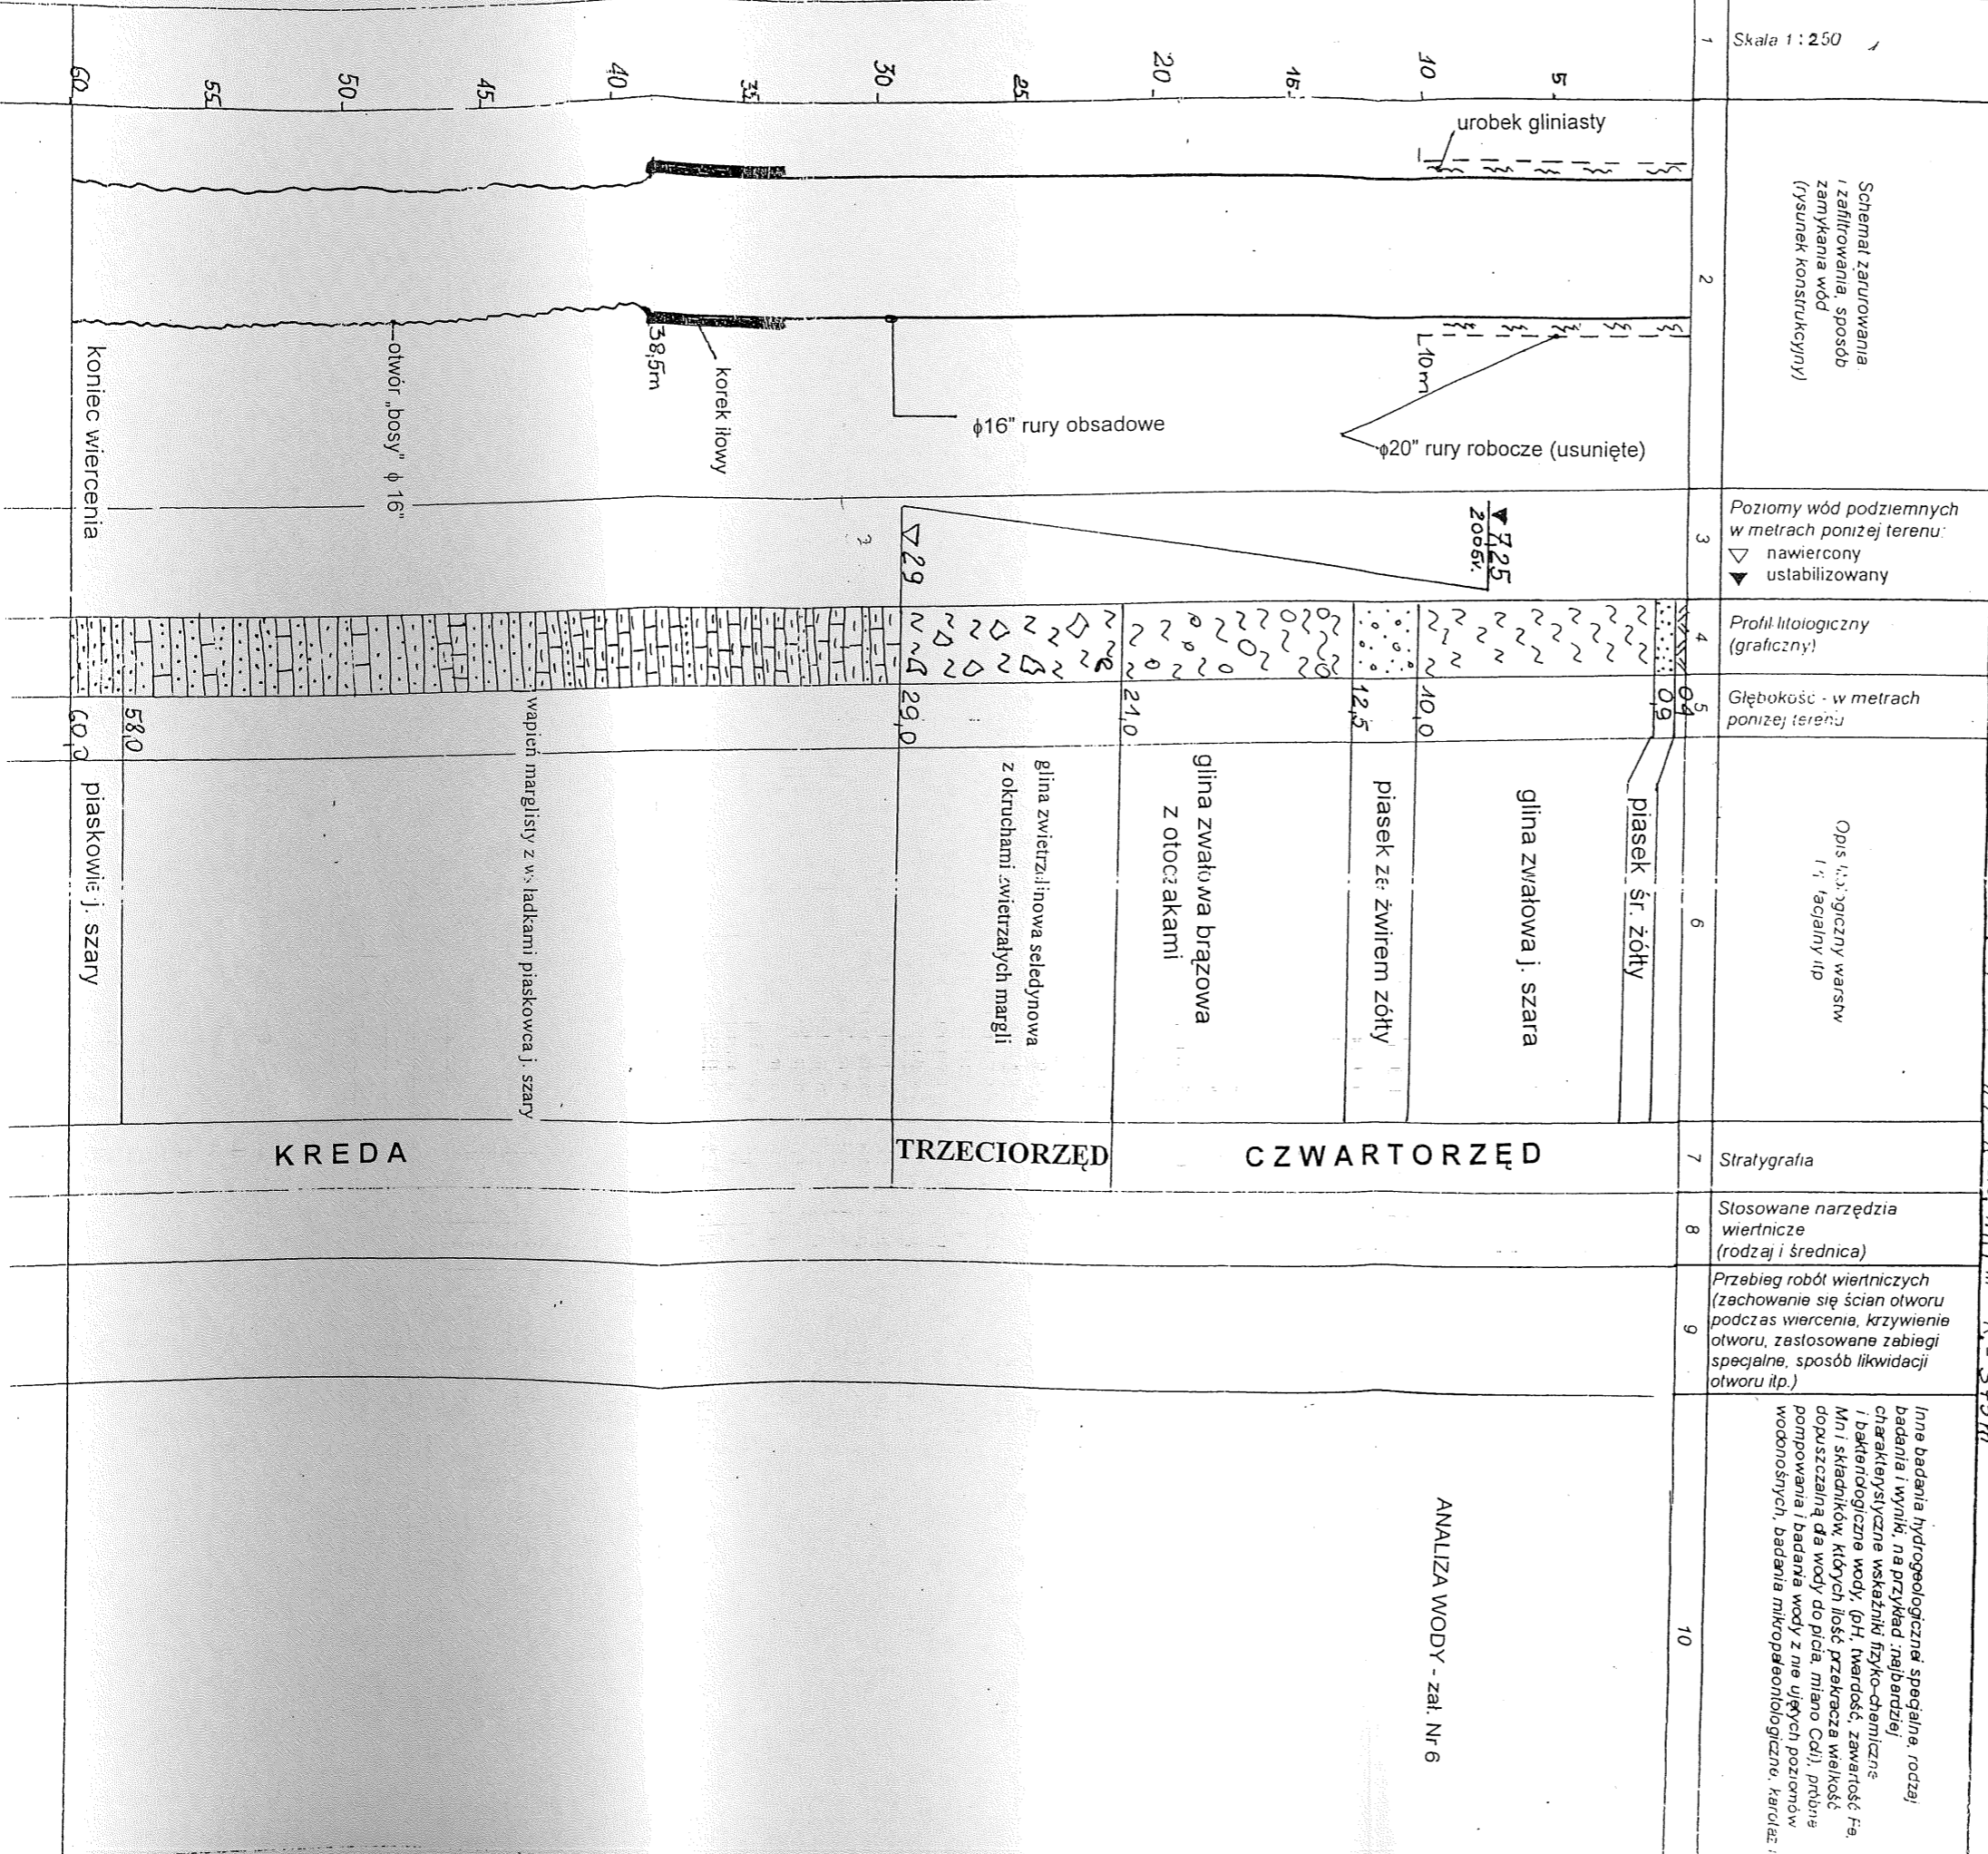 1
Skala 1 : 250
5
10
15
20
25
30
35
40
45
50
55
60
2
Schemat zarurowania
i zafiltrowania, sposób
zamykania wód
(rysunek konstrukcyjny)
urobek gliniasty
10m
φ20" rury robocze (usunięte)
φ16" rury obsadowe
korek iłowy
38,5m
otwór „bosy" φ 16"
koniec wiercenia
3
Poziomy wód podziemnych
w metrach poniżej terenu:
nawiercony
ustabilizowany
7,25
29
4
Profil litologiczny
(graficzny)
5
Głębokość - w metrach
poniżej terenu
0,4
0,9
10,0
12,5
21,0
29,0
58,0
60,0
6
Opis warstw
itp
piasek śr. żółty
glina zwałowa j. szara
piasek ze żwirem zółty
glina zwałowa brązowa
z otoczakami
glina zwietrzelinowa seledynowa
z okruchami zwietrzałych margli
wapień marglisty z wkładkami piaskowca j. szary
piaskowiec j. szary
7
Stratygrafia
CZWARTORZĘD
TRZECIORZĘD
KREDA
8
Stosowane narzędzia
wiertnicze
(rodzaj i średnica)
9
Przebieg robót wiertniczych
(zachowanie się ścian otworu
podczas wiercenia, krzywienie
otworu, zastosowane zabiegi
specjalne, sposób likwidacji
otworu itp.)
10
Inne badania hydrogeologiczne i specjalne, rodzaj
badania i wyniki, na przykład : najbardziej
charakterystyczne wskaźniki fizyko-chemiczne
i bakteriologiczne wody, (pH, twardość, zawartość Fe,
Mn i składników, których ilość przekracza wielkość
dopuszczalną dla wody do picia, miano Coli), próbne
pompowania i badania wody z nie ujętych poziomów
wodonośnych, badania mikropaleontologiczne, karotaż
ANALIZA WODY - zał. Nr 6